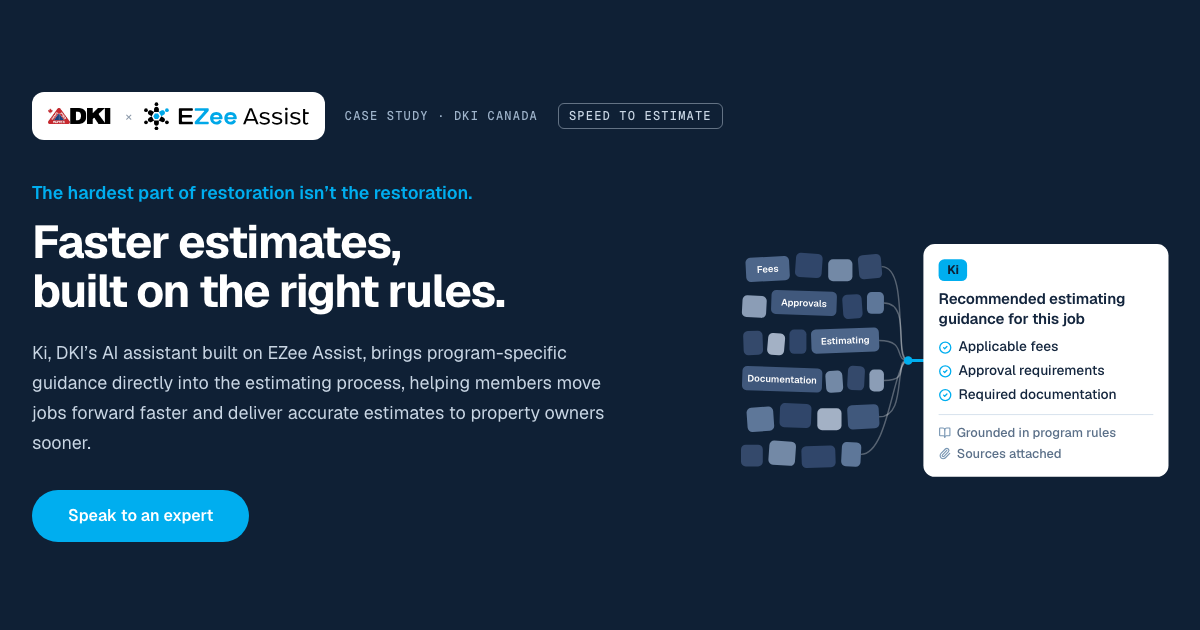 DKI × EZee Assist
CASE STUDY · DKI CANADA
SPEED TO ESTIMATE
The hardest part of restoration isn’t the restoration.
Faster estimates,
built on the right rules.
Ki, DKI’s AI assistant built on EZee Assist, brings program-specific
guidance directly into the estimating process, helping members move
jobs forward faster and deliver accurate estimates to property owners
sooner.
Speak to an expert
Fees
Approvals
Estimating
Documentation
Ki
Recommended estimating
guidance for this job
Applicable fees
Approval requirements
Required documentation
Grounded in program rules
Sources attached